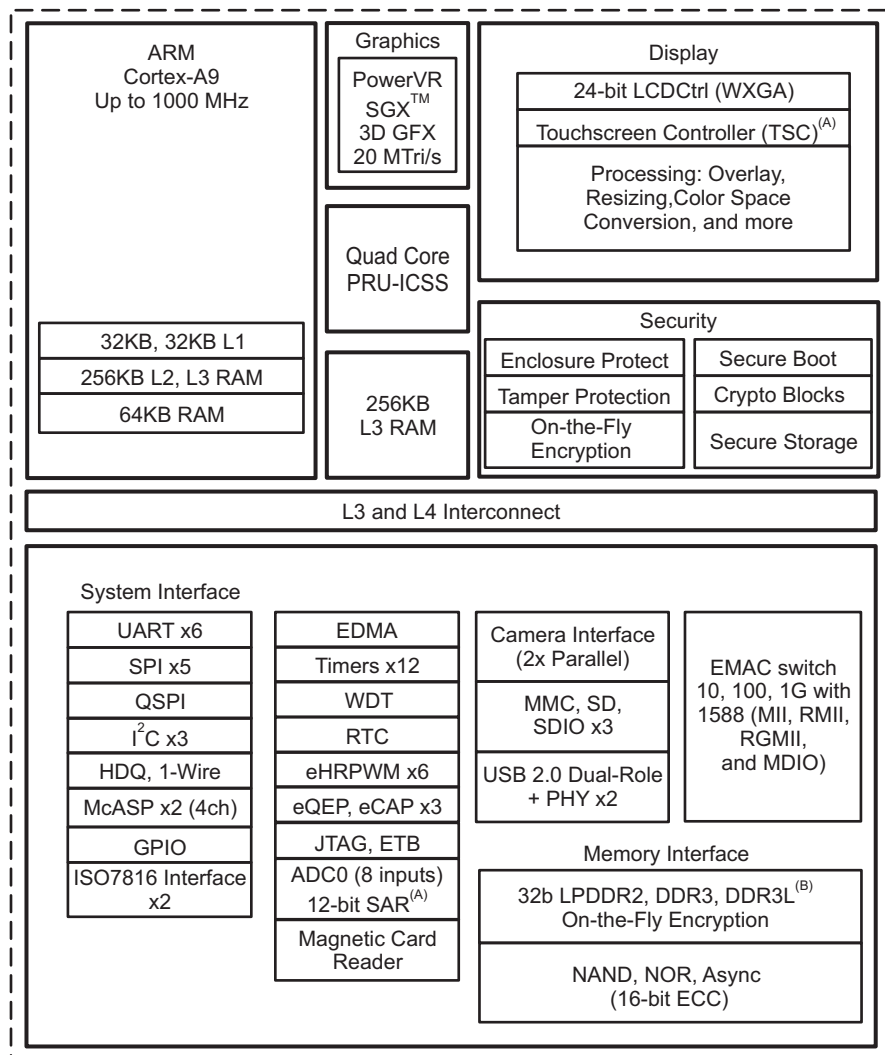 ARM
Cortex-A9
Up to 1000 MHz
32KB, 32KB L1
256KB L2, L3 RAM
64KB RAM
Graphics
PowerVR
SGX™
3D GFX
20 MTri/s
Quad Core
PRU-ICSS
256KB
L3 RAM
Display
24-bit LCDCtrl (WXGA)
Touchscreen Controller (TSC)(A)
Processing: Overlay,
Resizing,Color Space
Conversion, and more
Security
Enclosure Protect
Tamper Protection
On-the-Fly
Encryption
Secure Boot
Crypto Blocks
Secure Storage
L3 and L4 Interconnect
System Interface
UART x6
SPI x5
QSPI
I²C x3
HDQ, 1-Wire
McASP x2 (4ch)
GPIO
ISO7816 Interface
x2
EDMA
Timers x12
WDT
RTC
eHRPWM x6
eQEP, eCAP x3
JTAG, ETB
ADC0 (8 inputs)
12-bit SAR(A)
Magnetic Card
Reader
Camera Interface
(2x Parallel)
MMC, SD,
SDIO x3
USB 2.0 Dual-Role
+ PHY x2
EMAC switch
10, 100, 1G with
1588 (MII, RMII,
RGMII,
and MDIO)
Memory Interface
32b LPDDR2, DDR3, DDR3L(B)
On-the-Fly Encryption
NAND, NOR, Async
(16-bit ECC)